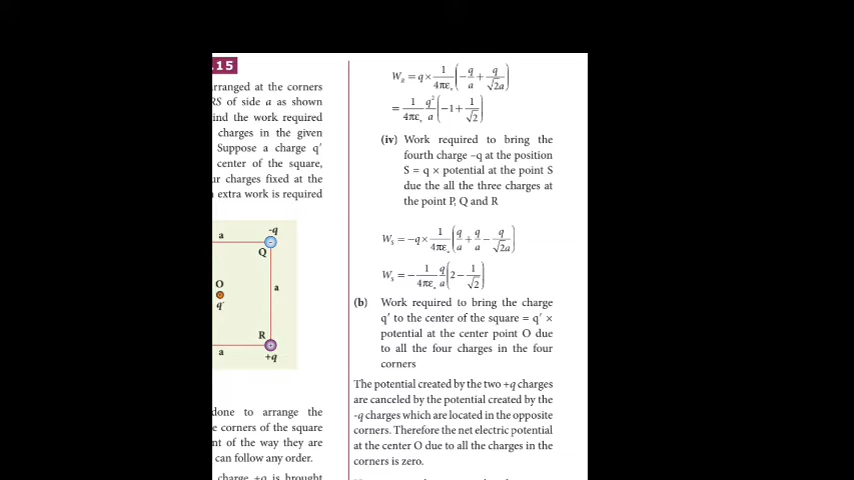 .15
rranged at the corners
RS of side a as shown
ind the work required
charges in the given
Suppose a charge q′
center of the square,
ur charges fixed at the
extra work is required
a
-q
Q
O
q′
a
R
+q
a
done to arrange the
e corners of the square
nt of the way they are
can follow any order.
charge +q is brought
W_R = q × 1/4πε∘ (−q/a + q/√2a)
= 1/4πε∘ q²/a (−1 + 1/√2)
(iv) Work required to bring the
fourth charge –q at the position
S = q × potential at the point S
due the all the three charges at
the point P, Q and R
W_s = −q × 1/4πε∘ (q/a + q/a − q/√2a)
W_s = − 1/4πε∘ q/a (2 − 1/√2)
(b) Work required to bring the charge
q′ to the center of the square = q′ ×
potential at the center point O due
to all the four charges in the four
corners
The potential created by the two +q charges
are canceled by the potential created by the
-q charges which are located in the opposite
corners. Therefore the net electric potential
at the center O due to all the charges in the
corners is zero.